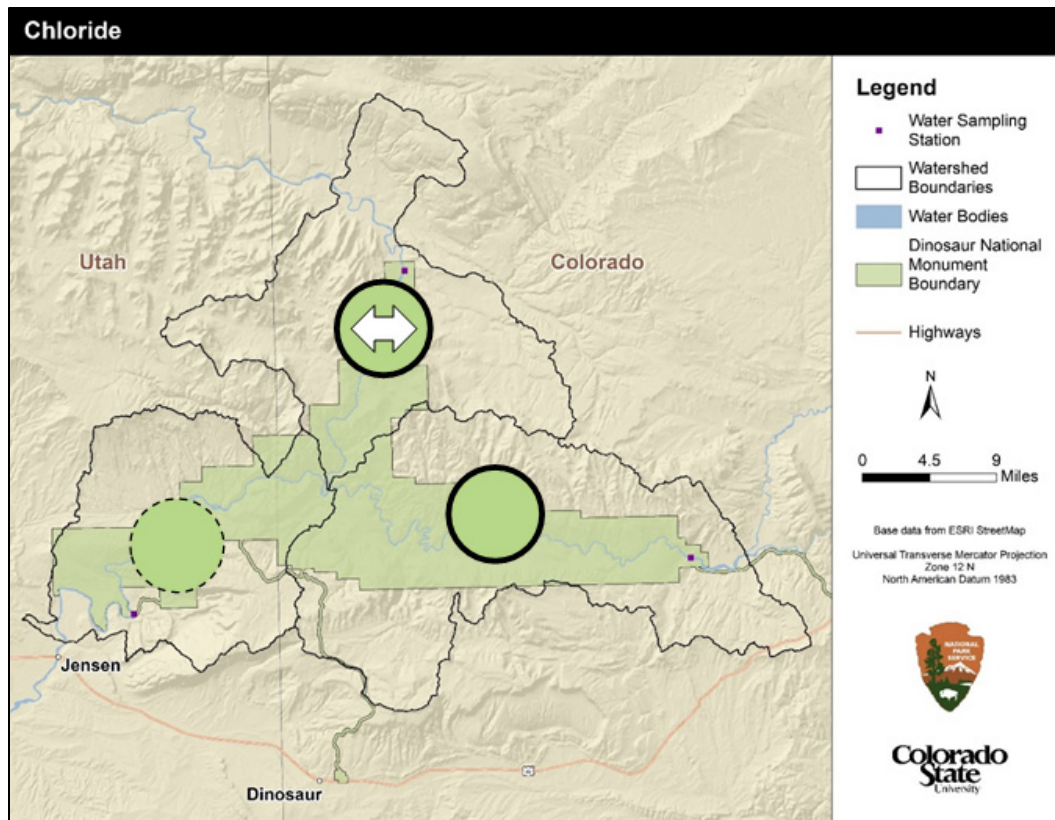 Chloride
Utah
Colorado
Jensen
Dinosaur
Legend
Water Sampling
Station
Watershed
Boundaries
Water Bodies
Dinosaur National
Monument
Boundary
Highways
N
0 4.5 9
Miles
Base data from ESRI StreetMap
Universal Transverse Mercator Projection
Zone 12 N
North American Datum 1983
NATIONAL
PARK
SERVICE
Colorado
State
University